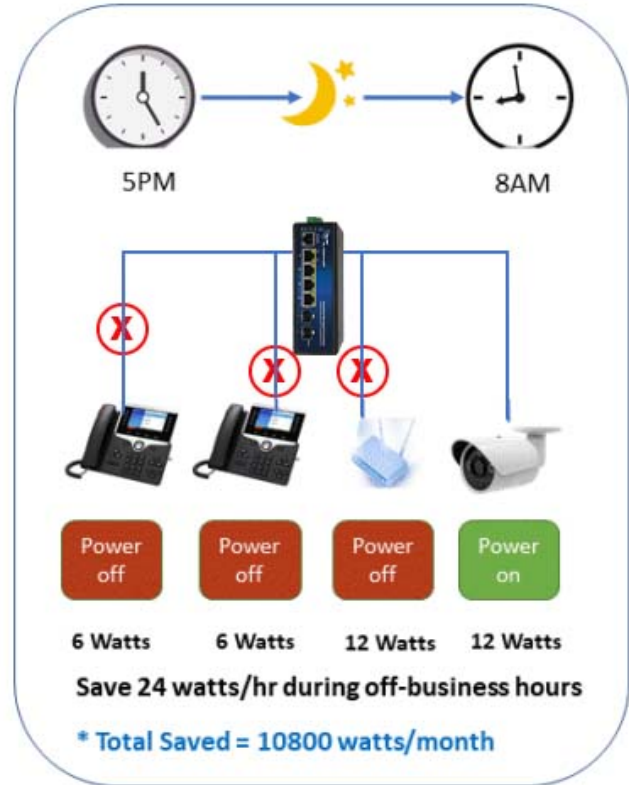 5PM
8AM
X
X
X
Power off
Power off
Power off
Power on
6 Watts
6 Watts
12 Watts
12 Watts
Save 24 watts/hr during off-business hours
* Total Saved = 10800 watts/month